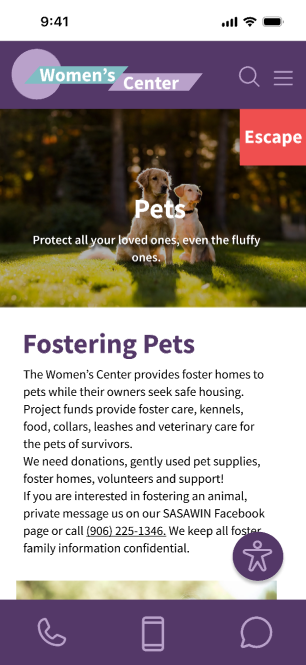 9:41
Women's
Center
Escape
Pets
Protect all your loved ones, even the fluffy
ones.
Fostering Pets
The Women's Center provides foster homes to
pets while their owners seek safe housing.
Project funds provide foster care, kennels,
food, collars, leashes and veterinary care for
the pets of survivors.
We need donations, gently used pet supplies,
foster homes, volunteers and support!
If you are interested in fostering an animal,
private message us on our SASAWIN Facebook
page or call (906) 225-1346. We keep all foster
family information confidential.